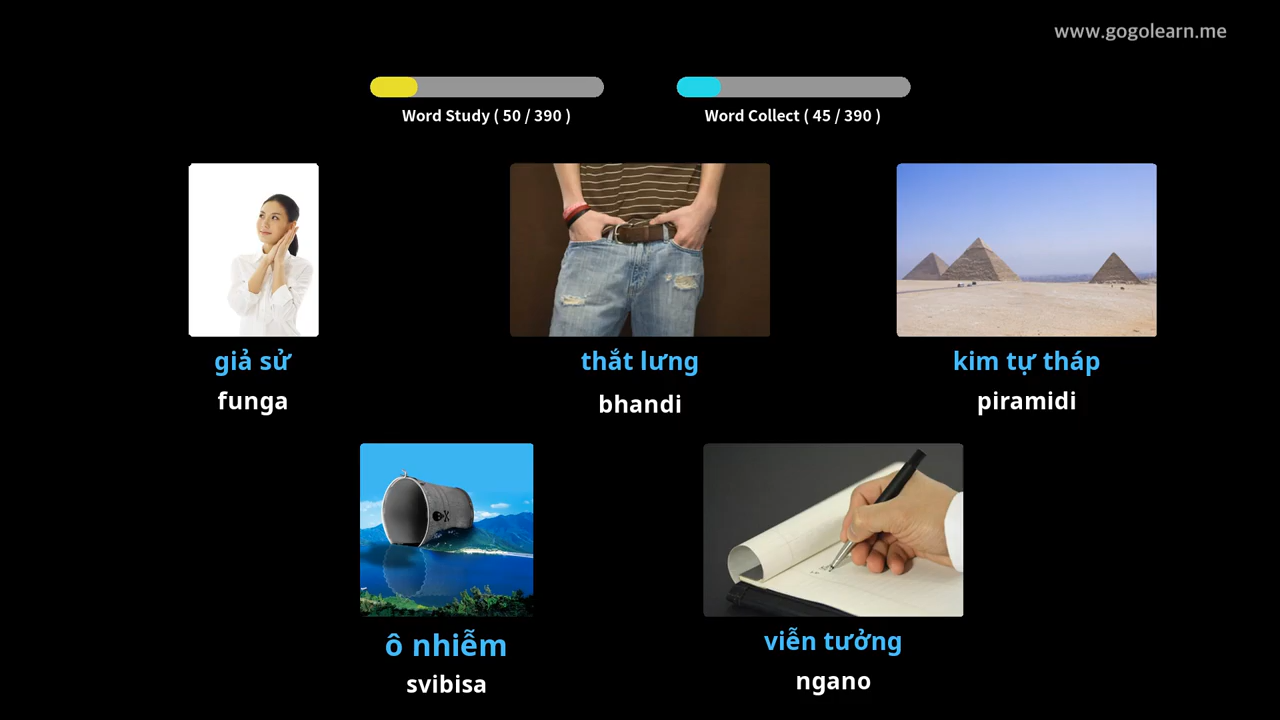 www.gogolearn.me
Word Study ( 50 / 390 )
Word Collect ( 45 / 390 )
giả sử
funga
thắt lưng
bhandi
kim tự tháp
piramidi
ô nhiễm
svibisa
viễn tưởng
ngano